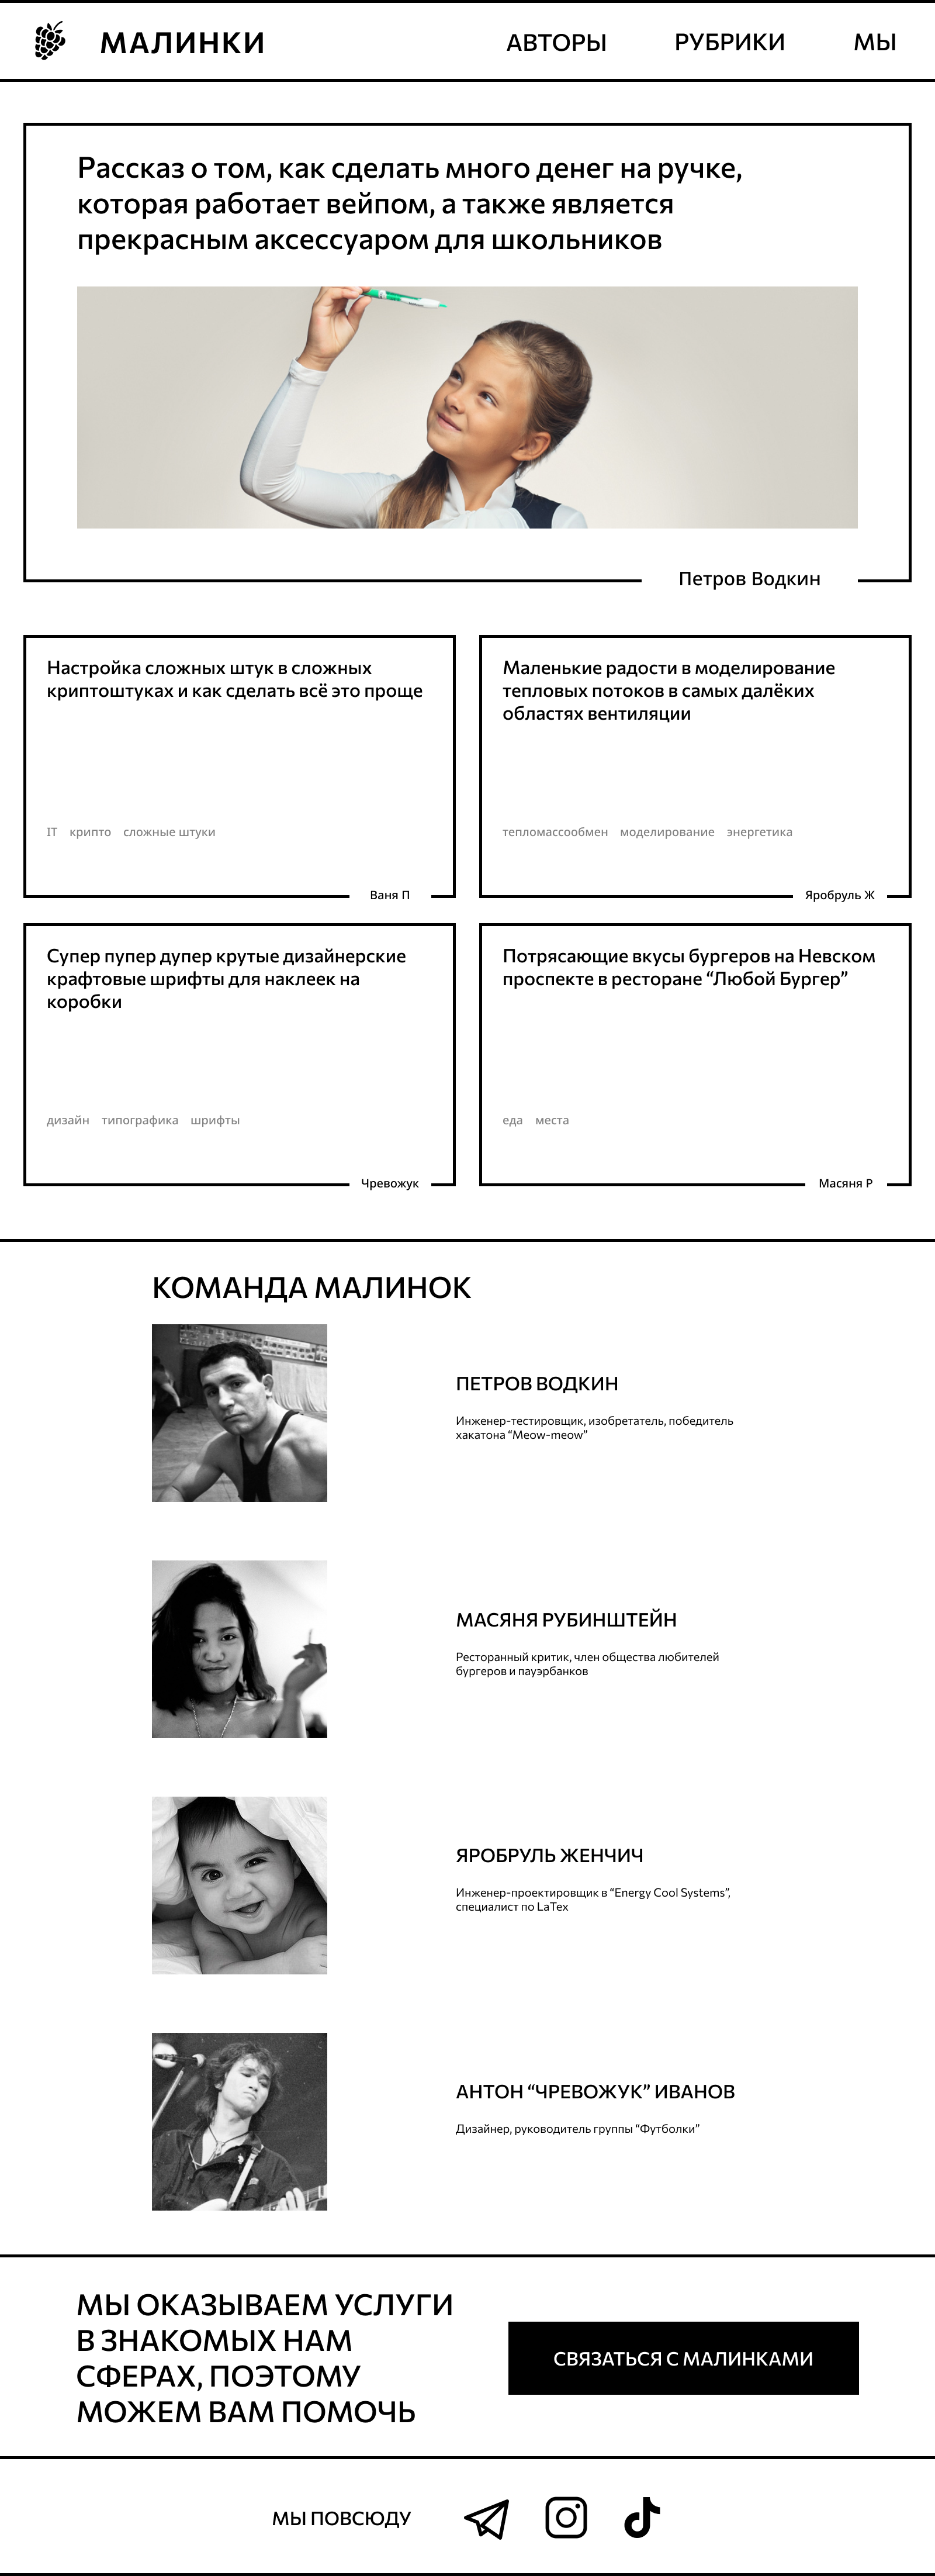 МАЛИНКИ
АВТОРЫ
РУБРИКИ
МЫ
Рассказ о том, как сделать много денег на ручке,
которая работает вейпом, а также является
прекрасным аксессуаром для школьников
Петров Водкин
Настройка сложных штук в сложных
криптоштуках и как сделать всё это проще
IT крипто сложные штуки
Ваня П
Маленькие радости в моделирование
тепловых потоков в самых далёких
областях вентиляции
тепломассообмен моделирование энергетика
Яробруль Ж
Супер пупер дупер крутые дизайнерские
крафтовые шрифты для наклеек на
коробки
дизайн типографика шрифты
Чревожук
Потрясающие вкусы бургеров на Невском
проспекте в ресторане “Любой Бургер”
еда места
Масяня Р
КОМАНДА МАЛИНОК
ПЕТРОВ ВОДКИН
Инженер-тестировщик, изобретатель, победитель
хакатона “Meow-meow”
МАСЯНЯ РУБИНШТЕЙН
Ресторанный критик, член общества любителей
бургеров и пауэрбанков
ЯРОБРУЛЬ ЖЕНЧИЧ
Инженер-проектировщик в “Energy Cool Systems”,
специалист по LaTex
АНТОН “ЧРЕВОЖУК” ИВАНОВ
Дизайнер, руководитель группы “Футболки”
МЫ ОКАЗЫВАЕМ УСЛУГИ
В ЗНАКОМЫХ НАМ
СФЕРАХ, ПОЭТОМУ
МОЖЕМ ВАМ ПОМОЧЬ
СВЯЗАТЬСЯ С МАЛИНКАМИ
МЫ ПОВСЮДУ